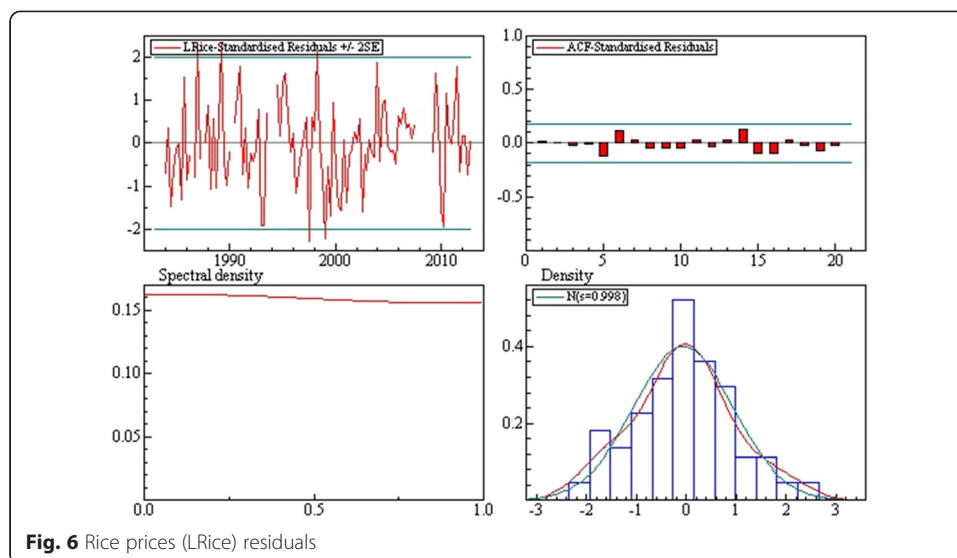 LRice-Standardised Residuals +/- 2SE
2
1
0
-1
-2
1990 2000 2010
ACF-Standardised Residuals
1.0
0.5
0.0
-0.5
0 5 10 15 20
Spectral density
0.15
0.10
0.05
0.0 0.5 1.0
Density
N(s=0.998)
0.4
0.2
-3 -2 -1 0 1 2 3
Fig. 6 Rice prices (LRice) residuals